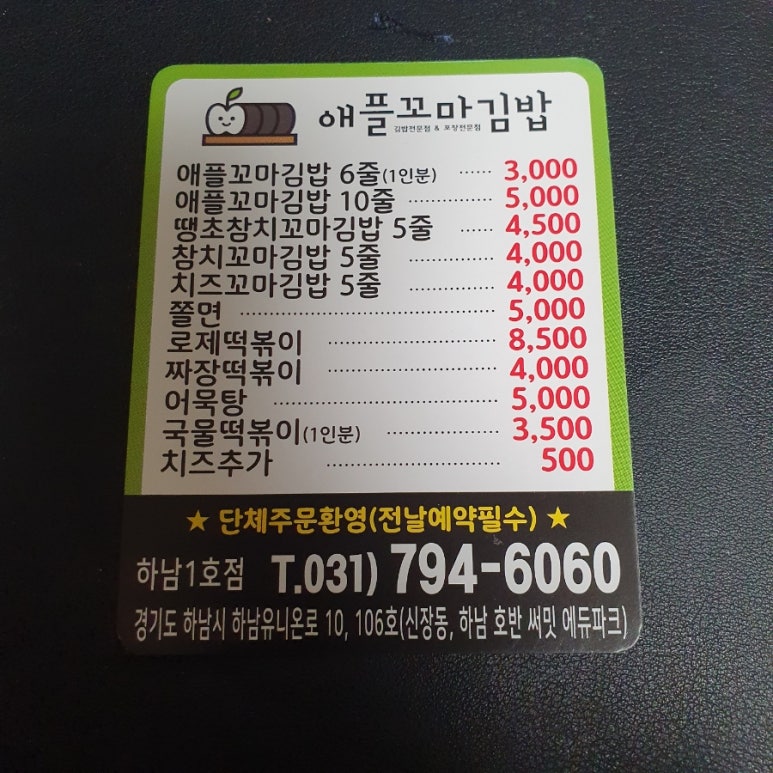 애플꼬마김밥
김밥전문점 & 포장전문점
애플꼬마김밥 6줄(1인분) ······ 3,000
애플꼬마김밥 10줄 ··············· 5,000
땡초참치꼬마김밥 5줄 ······ 4,500
참치꼬마김밥 5줄 ··············· 4,000
치즈꼬마김밥 5줄 ··············· 4,000
쫄면 ······························ 5,000
로제떡볶이 ························ 8,500
짜장떡볶이 ························ 4,000
어묵탕 ······························ 5,000
국물떡볶이(1인분) ··············· 3,500
치즈추가 ························ 500
★ 단체주문환영(전날예약필수) ★
하남1호점 T.031) 794-6060
경기도 하남시 하남유니온로 10, 106호(신장동, 하남 호반 써밋 에듀파크)